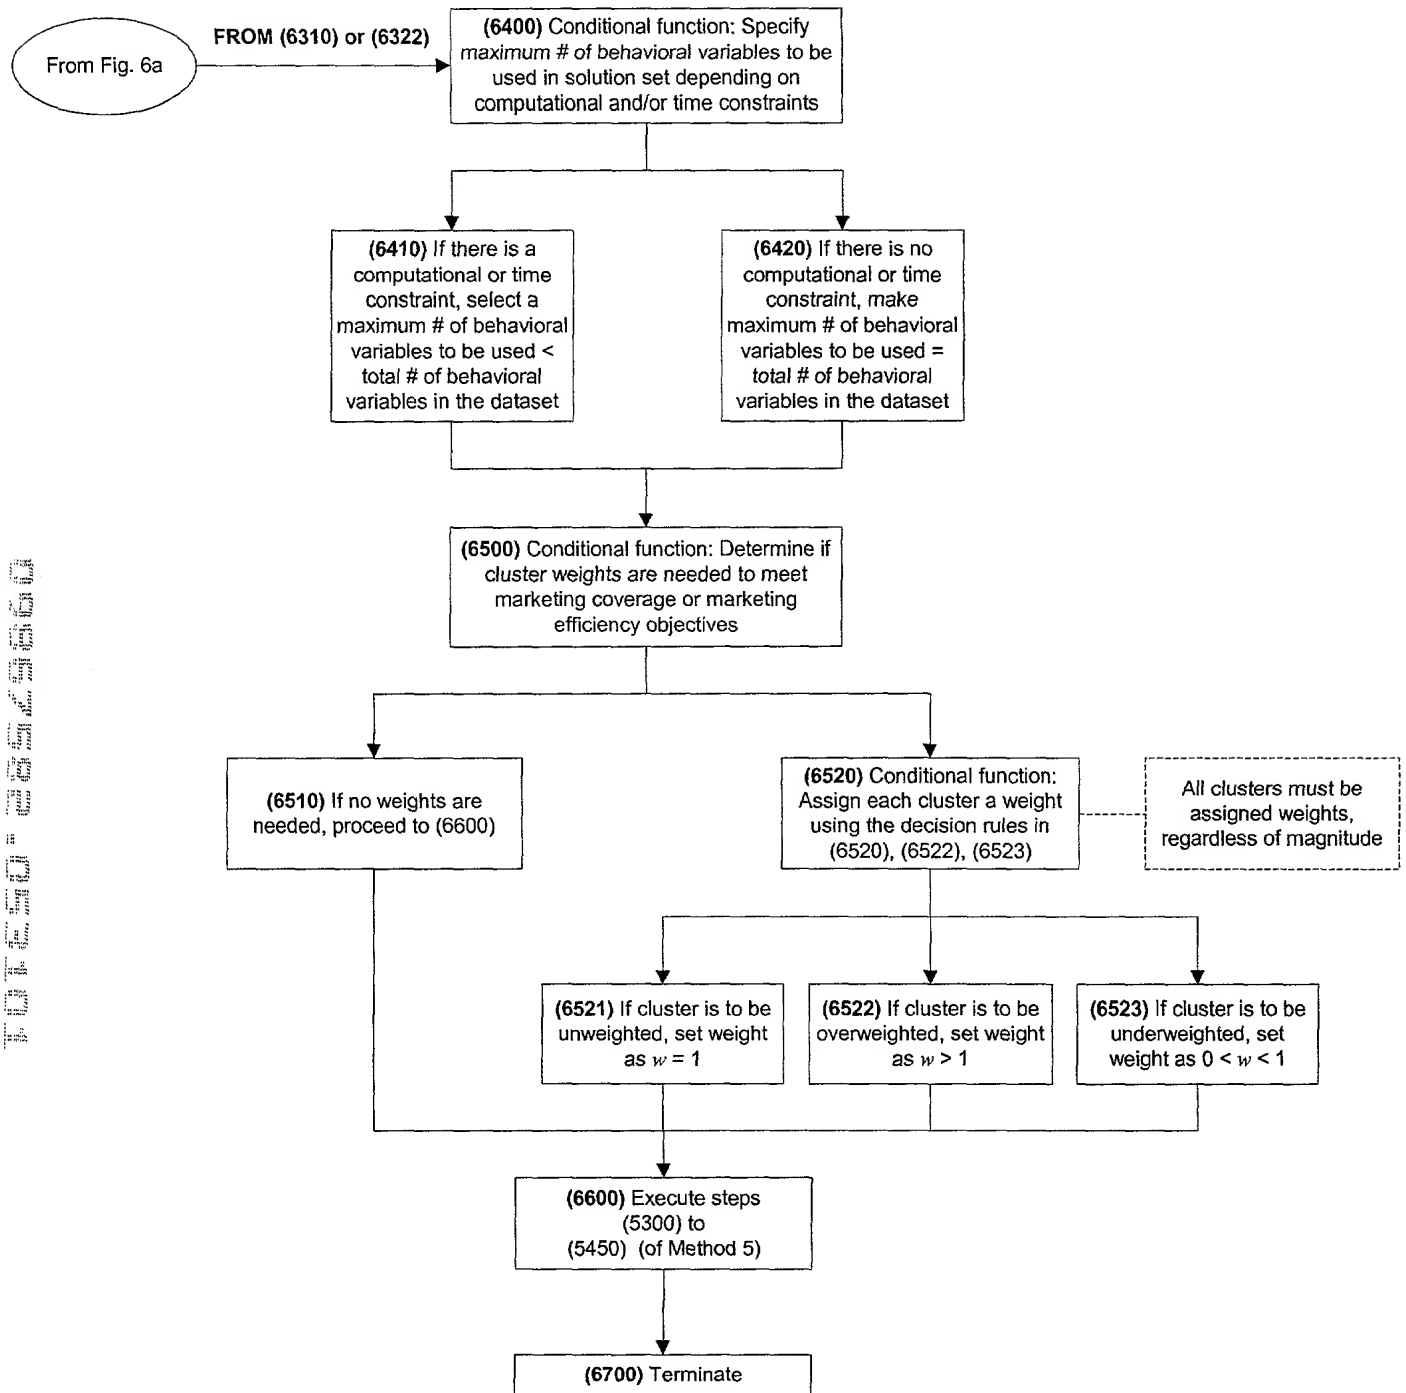 From Fig. 6a
FROM (6310) or (6322)
(6400) Conditional function: Specify
maximum # of behavioral variables to be
used in solution set depending on
computational and/or time constraints
(6410) If there is a
computational or time
constraint, select a
maximum # of behavioral
variables to be used <
total # of behavioral
variables in the dataset
(6420) If there is no
computational or time
constraint, make
maximum # of behavioral
variables to be used =
total # of behavioral
variables in the dataset
(6500) Conditional function: Determine if
cluster weights are needed to meet
marketing coverage or marketing
efficiency objectives
(6510) If no weights are
needed, proceed to (6600)
(6520) Conditional function:
Assign each cluster a weight
using the decision rules in
(6520), (6522), (6523)
All clusters must be
assigned weights,
regardless of magnitude
(6521) If cluster is to be
unweighted, set weight
as w = 1
(6522) If cluster is to be
overweighted, set weight
as w > 1
(6523) If cluster is to be
underweighted, set
weight as 0 < w < 1
(6600) Execute steps
(5300) to
(5450) (of Method 5)
(6700) Terminate